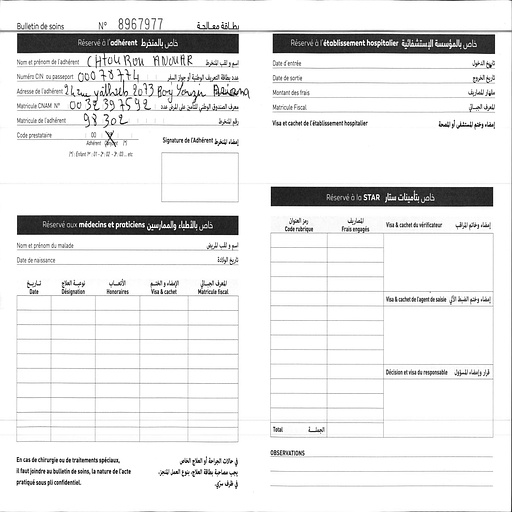 Bulletin de soins N° 8967977 بطاقة معالجة
Réservé à l'adhérent خاص بالمنخرط
Nom et prénom de l'adhérent CHTOUROU ANOUAR اسم و لقب المنخرط
Numéro CIN ou passeport 00078774 عدد بطاقة التعريف الوطنية أو جواز السفر
Adresse de l'adhérent 2073 Ariana
Matricule CNAM N° 0032397592 معرف الصندوق الوطني للتأمين على المرض عدد
Matricule de l'adhérent 98302 رقم المنخرط
Code prestataire 00
Adhérent Conjoint (*)
(*) : Enfant 1er : 01 - 2° : 02 - 3° : 03 ... etc
Signature de l'Adhérent إمضاء المنخرط
Réservé aux médecins et praticiens خاص بالأطباء والممارسين
Nom et prénom du malade اسم و لقب المريض
Date de naissance تاريخ الولادة
تاريخ نوعية العلاج الأتعاب الإمضاء و الختم المعرف الجبائي
Date Désignation Honoraires Visa & cachet Matricule fiscal
En cas de chirurgie ou de traitements spéciaux,
il faut joindre au bulletin de soins, la nature de l'acte
pratiqué sous pli confidentiel.
في حالات الجراحة أو العلاج الخاص
يجب مصاحبة بطاقة العلاج، بنوع العمل المنجز،
في ظرف سري.
Réservé à l'établissement hospitalier خاص بالمؤسسة الإستشفائية
Date d'entrée تاريخ الدخول
Date de sortie تاريخ الخروج
Montant des frais مبلغ المصاريف
Matricule Fiscal المعرف الجبائي
Visa et cachet de l'établissement hospitalier إمضاء وختم المستشفى أو المصحة
Réservé à la STAR خاص بتأمينات ستار
رمز العنوان المصاريف
Code rubrique Frais engagés
Visa & cachet du vérificateur إمضاء وخاتم المراقب
Visa & cachet de l'agent de saisie إمضاء وختم الضبط الآلي
Décision et visa du responsable قرار وإمضاء المسؤول
Total الجملة
OBSERVATIONS